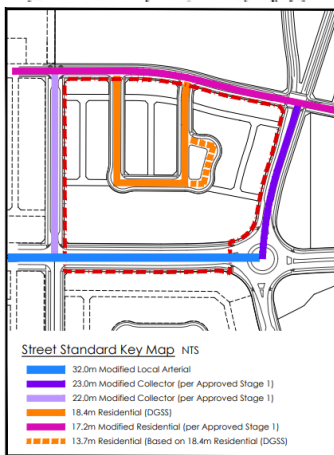 Street Standard Key Map NTS
32.0m Modified Local Arterial
23.0m Modified Collector (per Approved Stage 1)
22.0m Modified Collector (per Approved Stage 1)
18.4m Residential (DGSS)
17.2m Modified Residential (per Approved Stage 1)
13.7m Residential (Based on 18.4m Residential (DGSS)